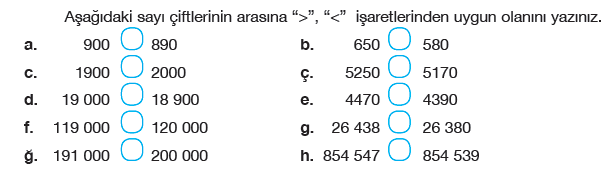 Aşağıdaki sayı çiftlerinin arasına “>”, “<” işaretlerinden uygun olanını yazınız.
a. 900 890 b. 650 580
c. 1900 2000 ç. 5250 5170
d. 19 000 18 900 e. 4470 4390
f. 119 000 120 000 g. 26 438 26 380
ğ. 191 000 200 000 h. 854 547 854 539